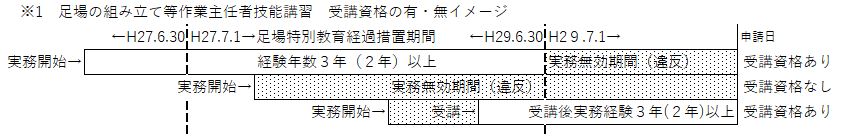 ※1　足場の組み立て等作業主任者技能講習　受講資格の有・無イメージ
←H27.6.30 H27.7.1→足場特別教育経過措置期間　←H29.6.30 H２９.7.1→ 申請日
実務開始→ 経験年数３年（２年）以上 実務無効期間（違反） 受講資格あり
実務開始→ 実務無効期間（違反） 受講資格なし
実務開始→ 受講→ 受講後実務経験３年(２年)以上 受講資格あり